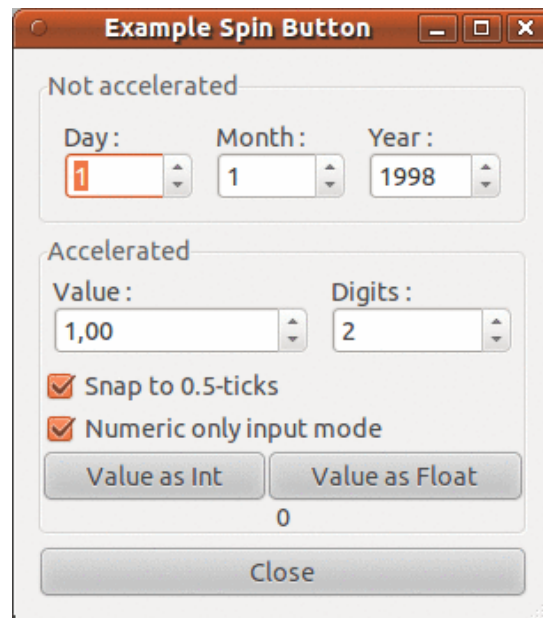 Example Spin Button
Not accelerated
Day : Month : Year :
1 1 1998
Accelerated
Value : Digits :
1,00 2
Snap to 0.5-ticks
Numeric only input mode
Value as Int Value as Float
0
Close